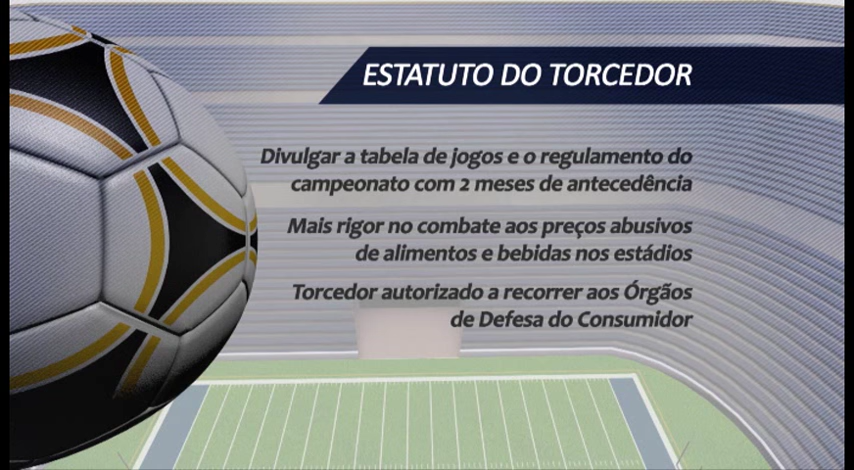 ESTATUTO DO TORCEDOR
Divulgar a tabela de jogos e o regulamento do
campeonato com 2 meses de antecedência
Mais rigor no combate aos preços abusivos
de alimentos e bebidas nos estádios
Torcedor autorizado a recorrer aos Órgãos
de Defesa do Consumidor